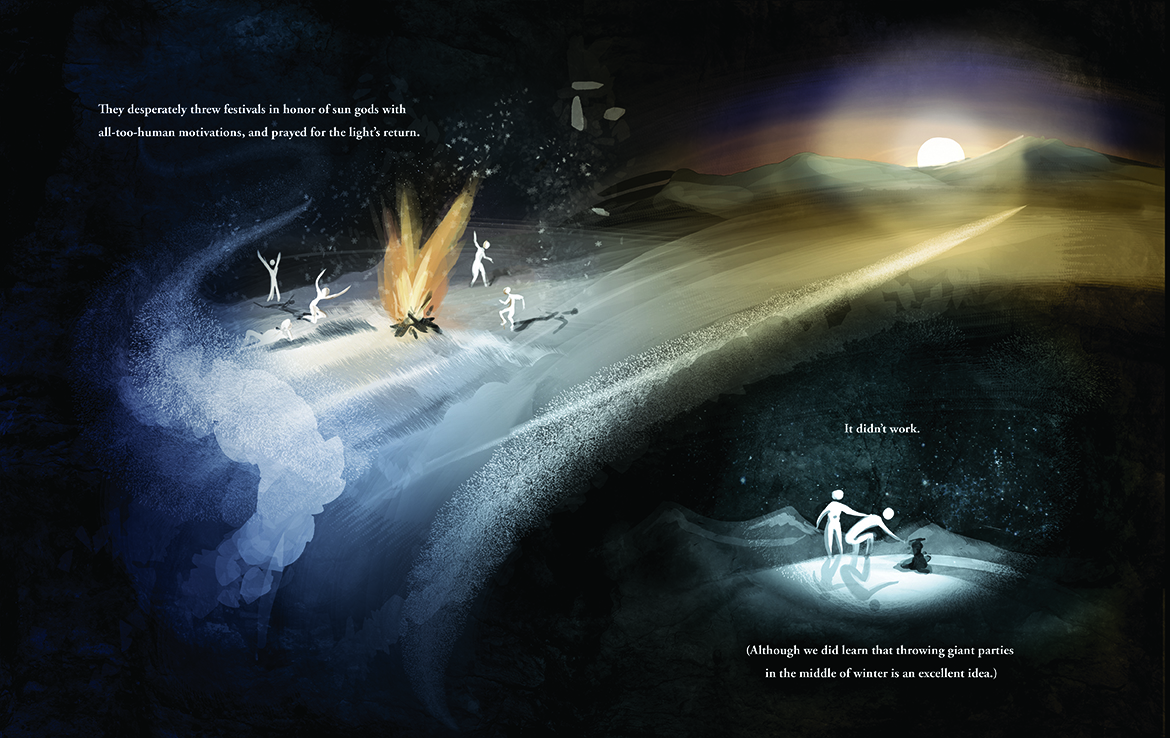 They desperately threw festivals in honor of sun gods with
all-too-human motivations, and prayed for the light’s return.
It didn’t work.
(Although we did learn that throwing giant parties
in the middle of winter is an excellent idea.)